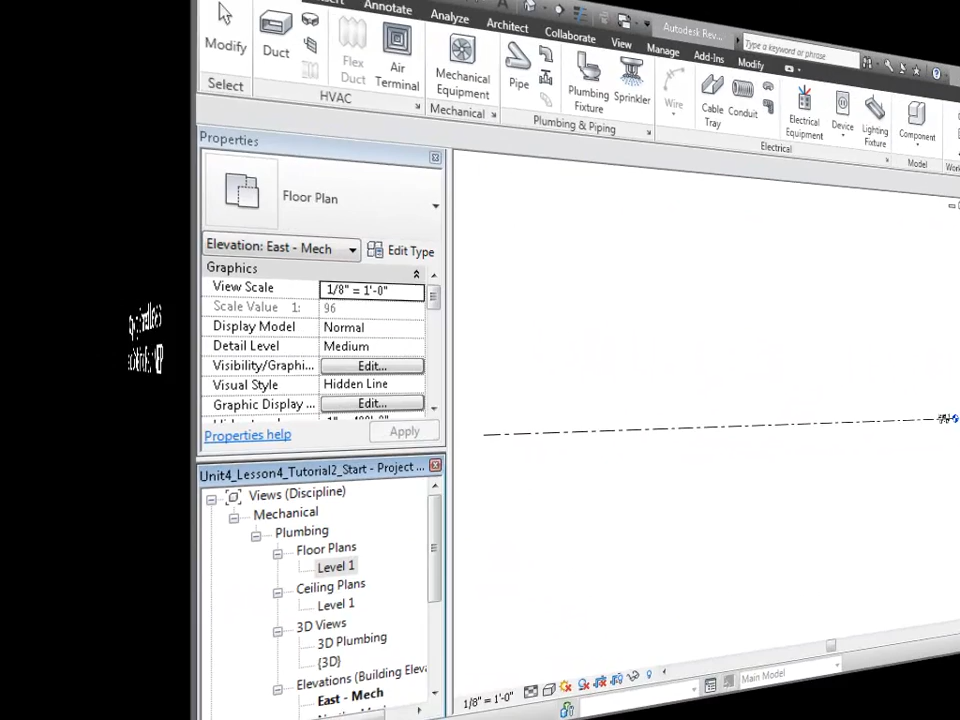 Annotate
Analyze
Architect
Collaborate
View
Manage
Add-Ins
Modify
Autodesk Rev...
Type a keyword or phrase
Modify
Duct
Flex
Duct
Air
Terminal
Mechanical
Equipment
Pipe
Plumbing
Fixture
Sprinkler
Wire
Cable
Tray
Conduit
Electrical
Equipment
Device
Lighting
Fixture
Component
Select
HVAC
Mechanical
Plumbing & Piping
Electrical
Model
Properties
Floor Plan
Elevation: East - Mech
Edit Type
Graphics
View Scale
1/8" = 1'-0"
Scale Value 1:
96
Display Model
Normal
Detail Level
Medium
Visibility/Graphi...
Edit...
Visual Style
Hidden Line
Graphic Display ...
Edit...
Properties help
Apply
Unit4_Lesson4_Tutorial2_Start - Project ...
Views (Discipline)
Mechanical
Plumbing
Floor Plans
Level 1
Ceiling Plans
Level 1
3D Views
3D Plumbing
{3D}
Elevations (Building Eleva
East - Mech
1/8" = 1'-0"
Main Model